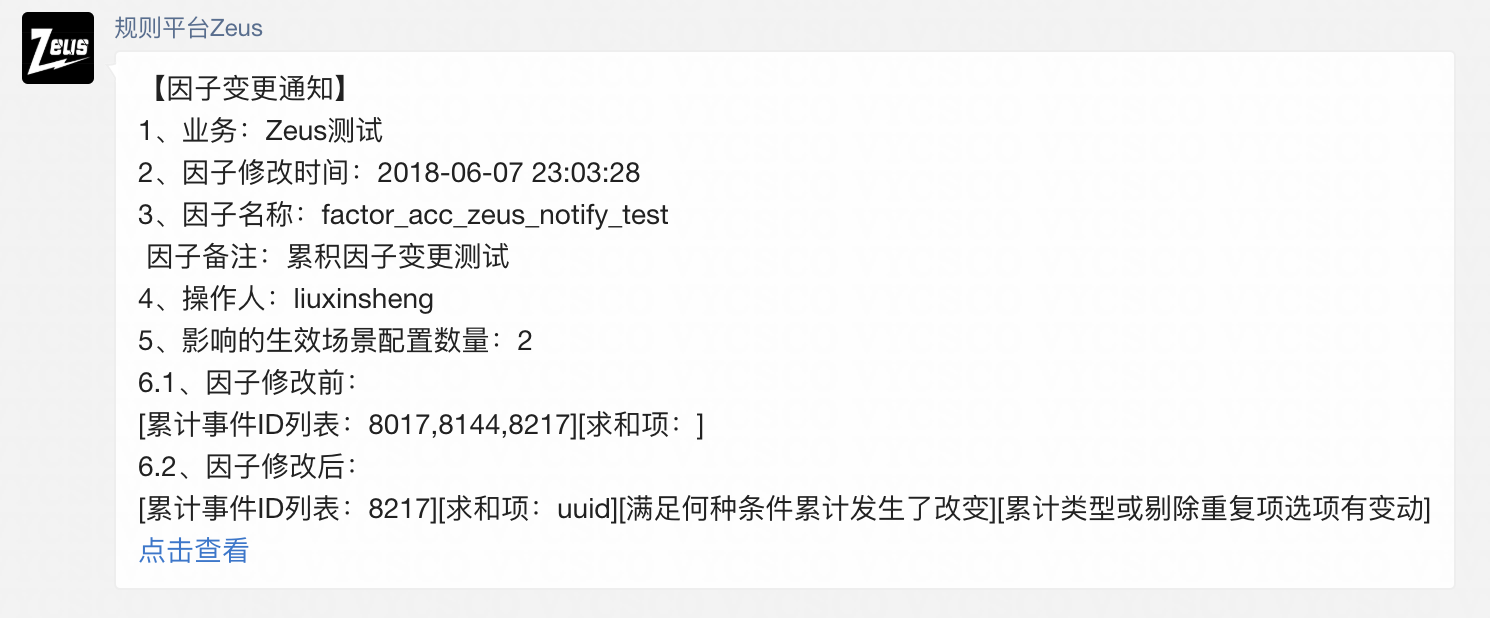 Zeus
规则平台Zeus
【因子变更通知】
1、业务：Zeus测试
2、因子修改时间：2018-06-07 23:03:28
3、因子名称：factor_acc_zeus_notify_test
因子备注：累积因子变更测试
4、操作人：liuxinsheng
5、影响的生效场景配置数量：2
6.1、因子修改前：
[累计事件ID列表：8017,8144,8217][求和项：]
6.2、因子修改后：
[累计事件ID列表：8217][求和项：uuid][满足何种条件累计发生了改变][累计类型或剔除重复项选项有变动]
点击查看